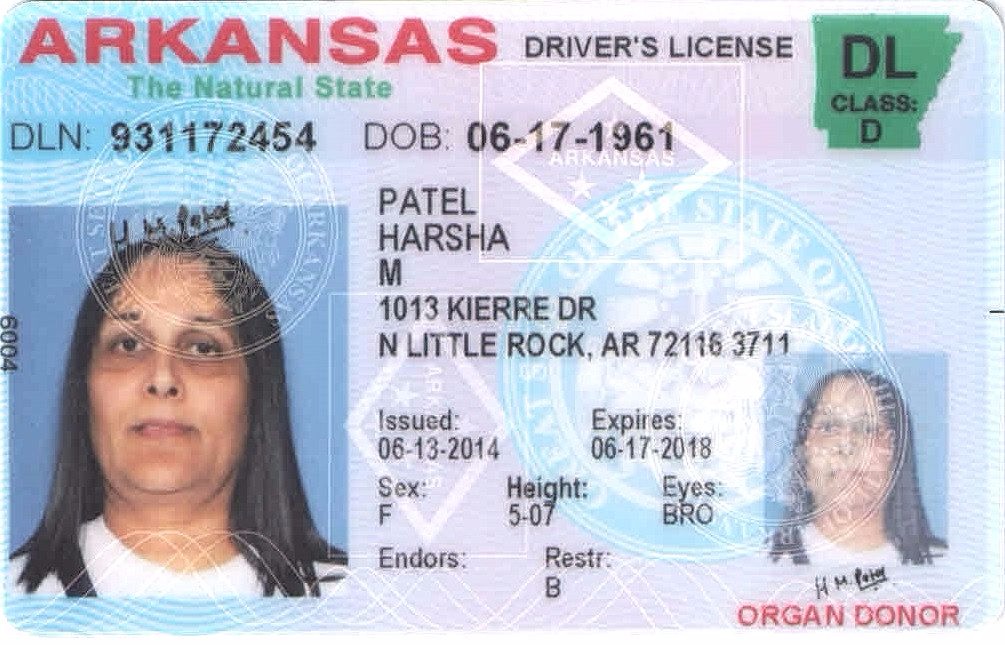 ARKANSAS DRIVER'S LICENSE
The Natural State
DL
CLASS:
D
DLN: 931172454 DOB: 06-17-1961
ARKANSAS
PATEL
HARSHA
M
1013 KIERRE DR
N LITTLE ROCK, AR 72116 3711
H M. Patel
6004
Issued: Expires:
06-13-2014 06-17-2018
Sex: Height: Eyes:
F 5-07 BRO
Endors: Restr:
B
H M. Patel
ORGAN DONOR